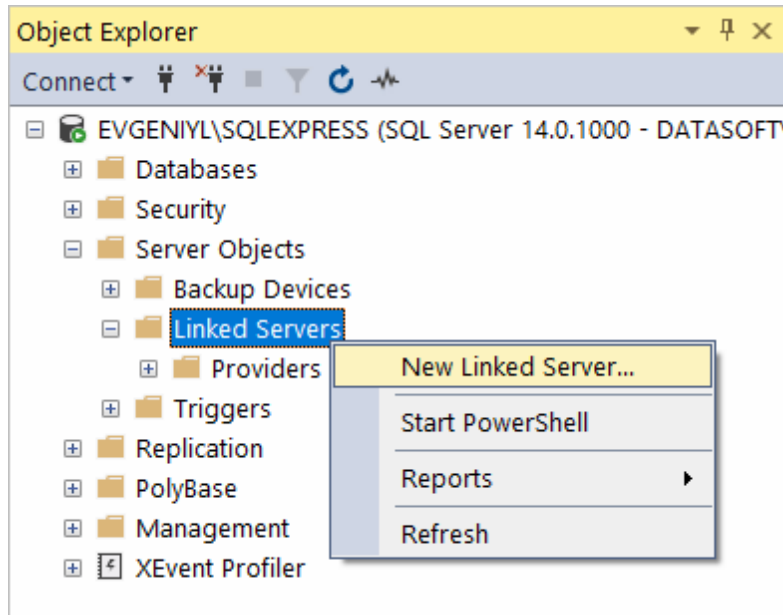 Object Explorer
Connect
EVGENIYL\SQLEXPRESS (SQL Server 14.0.1000 - DATASOFT
Databases
Security
Server Objects
Backup Devices
Linked Servers
Providers
Triggers
Replication
PolyBase
Management
XEvent Profiler
New Linked Server...
Start PowerShell
Reports
Refresh